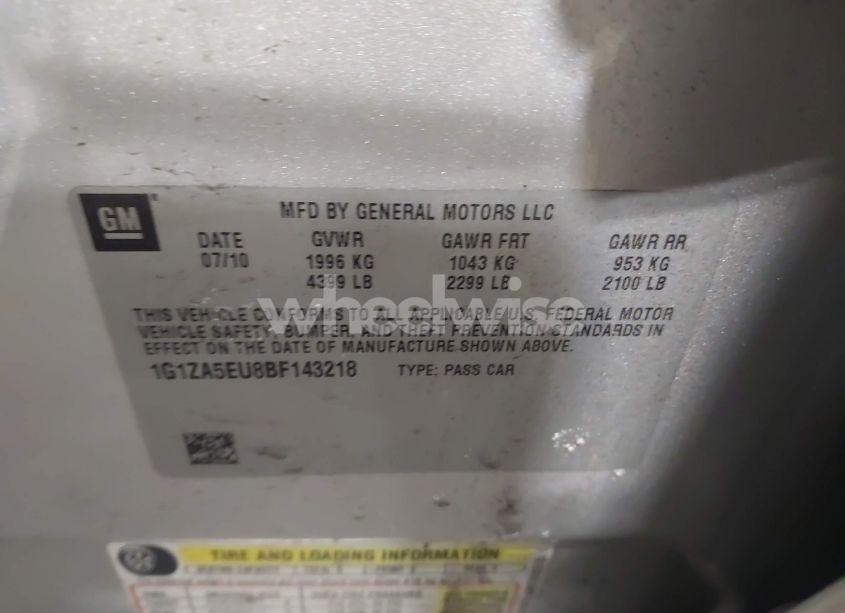 GM
MFD BY GENERAL MOTORS LLC
DATE GVWR GAWR FRT GAWR RR
07/10 1996 KG 1043 KG 953 KG
4399 LB 2299 LB 2100 LB
THIS VEHICLE CONFORMS TO ALL APPLICABLE U.S. FEDERAL MOTOR
VEHICLE SAFETY, BUMPER, AND THEFT PREVENTION STANDARDS IN
EFFECT ON THE DATE OF MANUFACTURE SHOWN ABOVE.
1G1ZA5EU8BF143218 TYPE: PASS CAR
wheelwise
TIRE AND LOADING INFORMATION